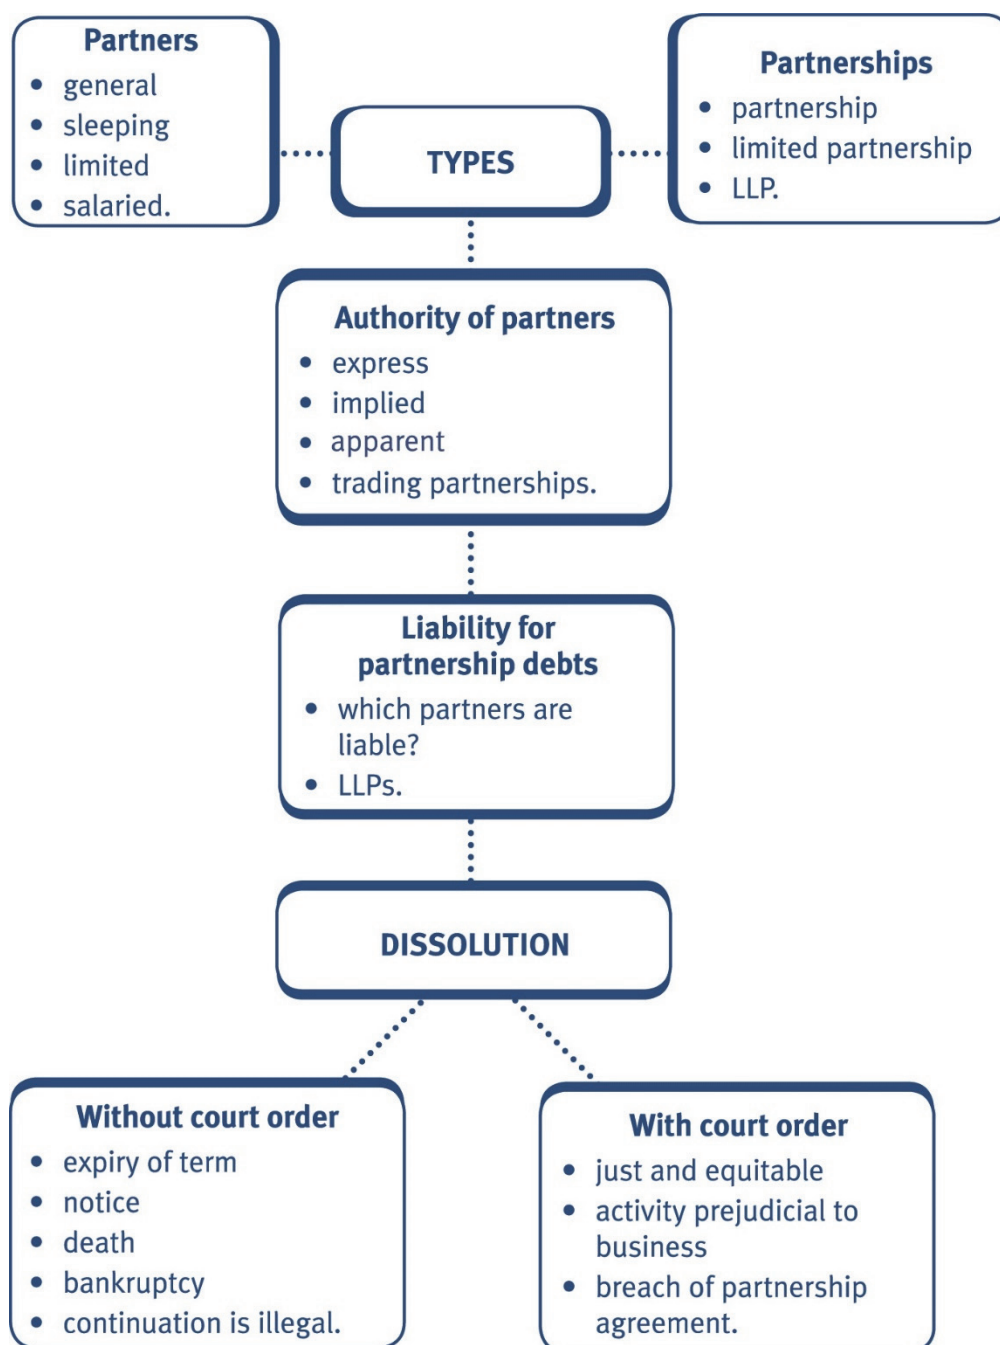 Partners
• general
• sleeping
• limited
• salaried.
TYPES
Partnerships
• partnership
• limited partnership
• LLP.
Authority of partners
• express
• implied
• apparent
• trading partnerships.
Liability for
partnership debts
• which partners are
liable?
• LLPs.
DISSOLUTION
Without court order
• expiry of term
• notice
• death
• bankruptcy
• continuation is illegal.
With court order
• just and equitable
• activity prejudicial to
business
• breach of partnership
agreement.